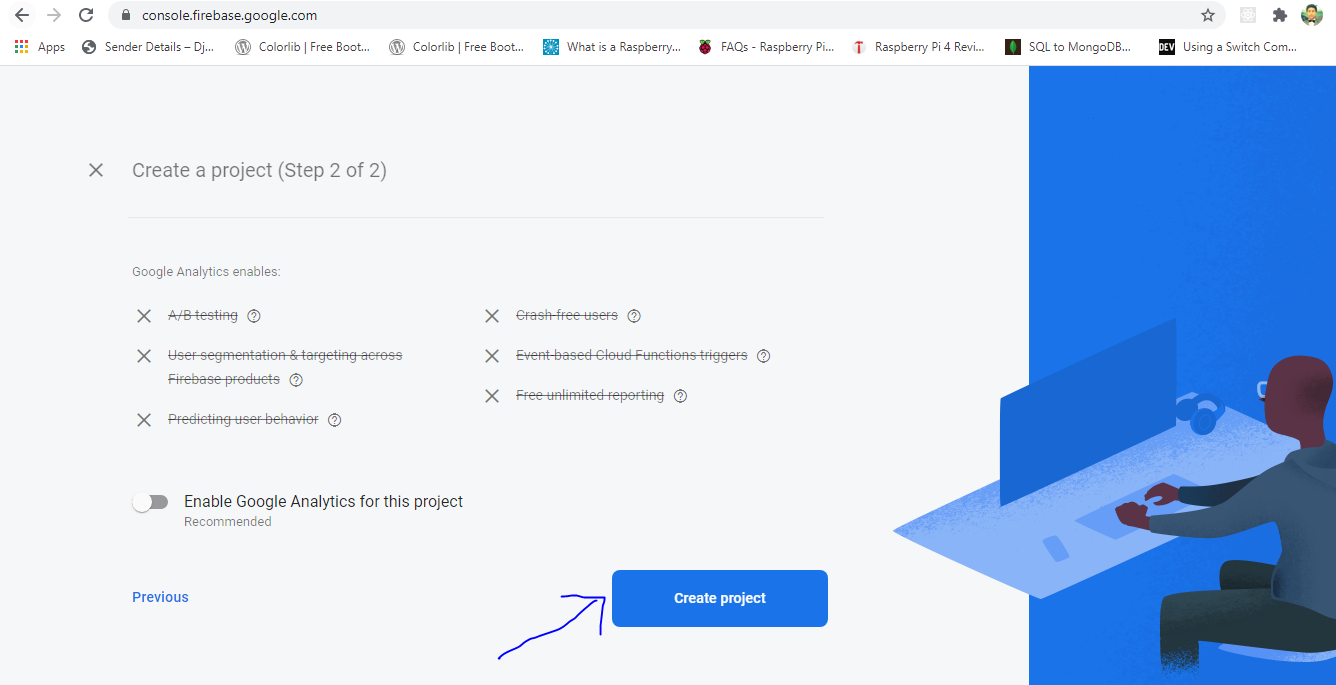 console.firebase.google.com
Apps Sender Details – Dj... Colorlib | Free Boot... Colorlib | Free Boot... What is a Raspberry... FAQs - Raspberry Pi... Raspberry Pi 4 Revi... SQL to MongoDB... DEV Using a Switch Com...
Create a project (Step 2 of 2)
Google Analytics enables:
A/B testing
User segmentation & targeting across
Firebase products
Predicting user behavior
Crash-free users
Event-based Cloud Functions triggers
Free unlimited reporting
Enable Google Analytics for this project
Recommended
Previous
Create project